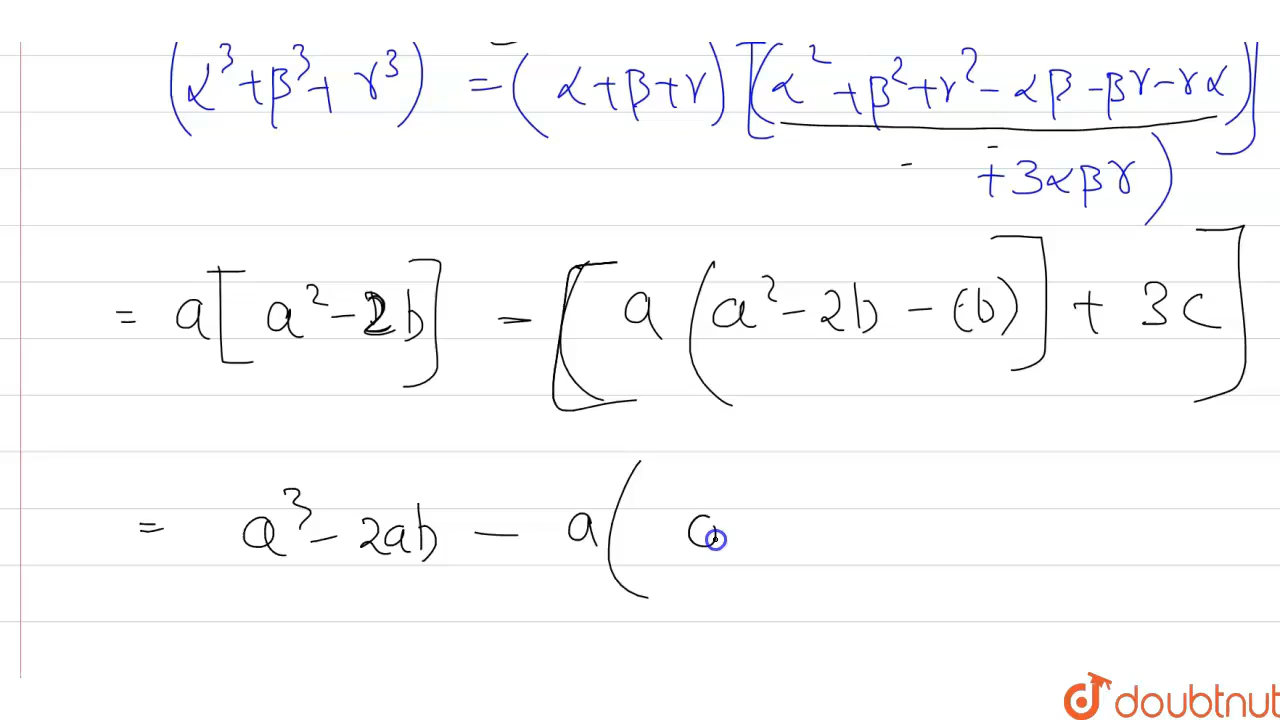 (α³+β³+γ³) = (α+β+γ) [(α²+β²+γ²-αβ-βγ-γα)]
+3αβγ)
= a[a²-2b] - [(a(a²-2b-(b)]+3c]
= a³-2ab - a( a
doubtnut